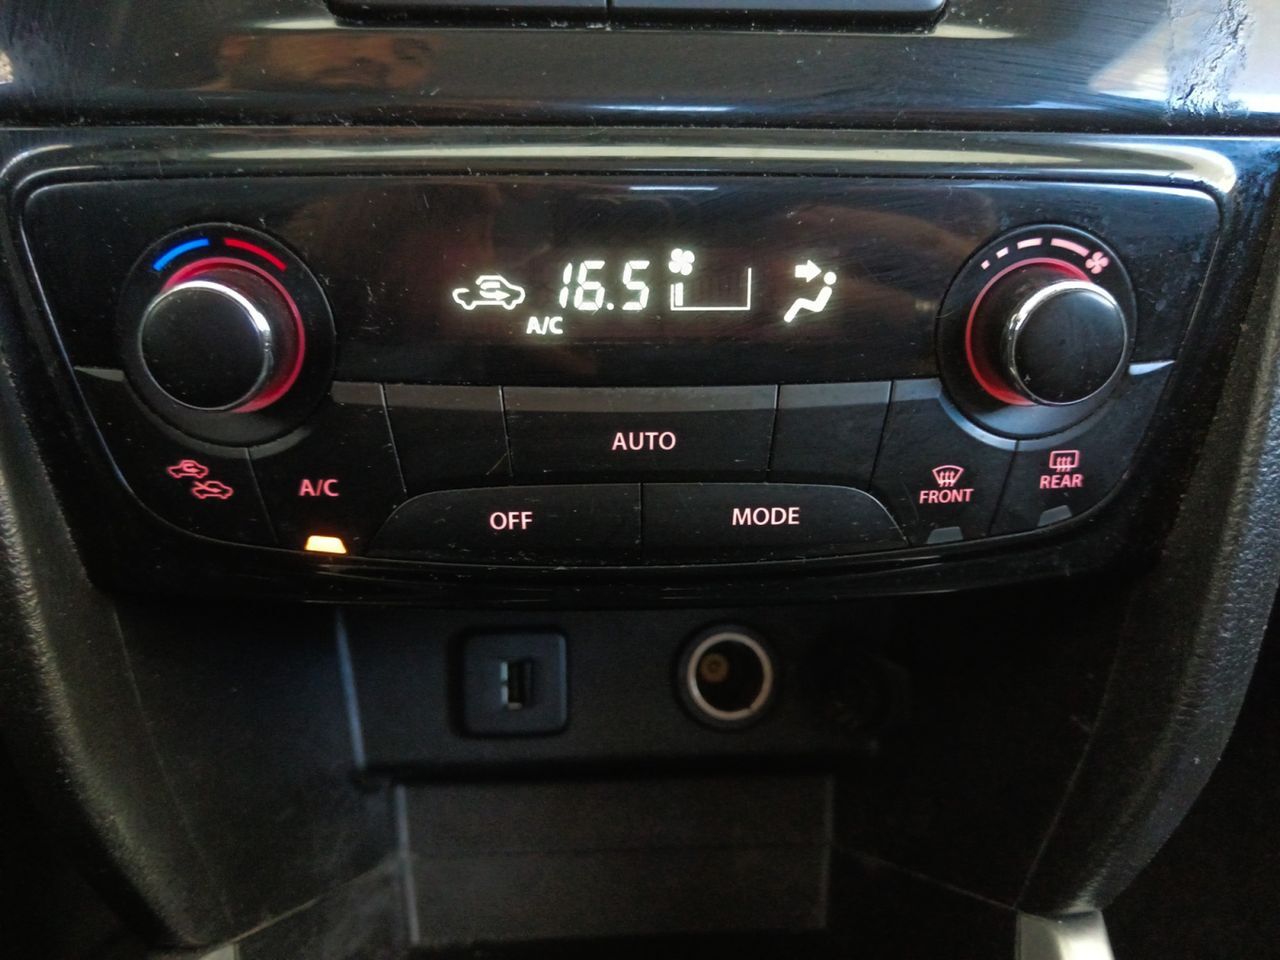 16.5
A/C
AUTO
A/C
OFF
MODE
FRONT
REAR